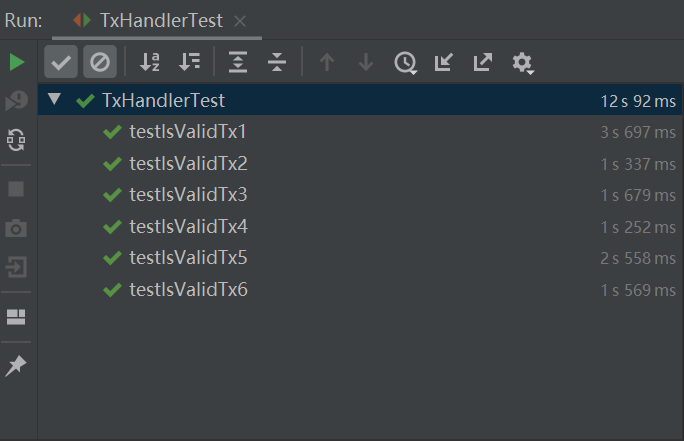 Run: TxHandlerTest
TxHandlerTest 12 s 92 ms
testIsValidTx1 3 s 697 ms
testIsValidTx2 1 s 337 ms
testIsValidTx3 1 s 679 ms
testIsValidTx4 1 s 252 ms
testIsValidTx5 2 s 558 ms
testIsValidTx6 1 s 569 ms